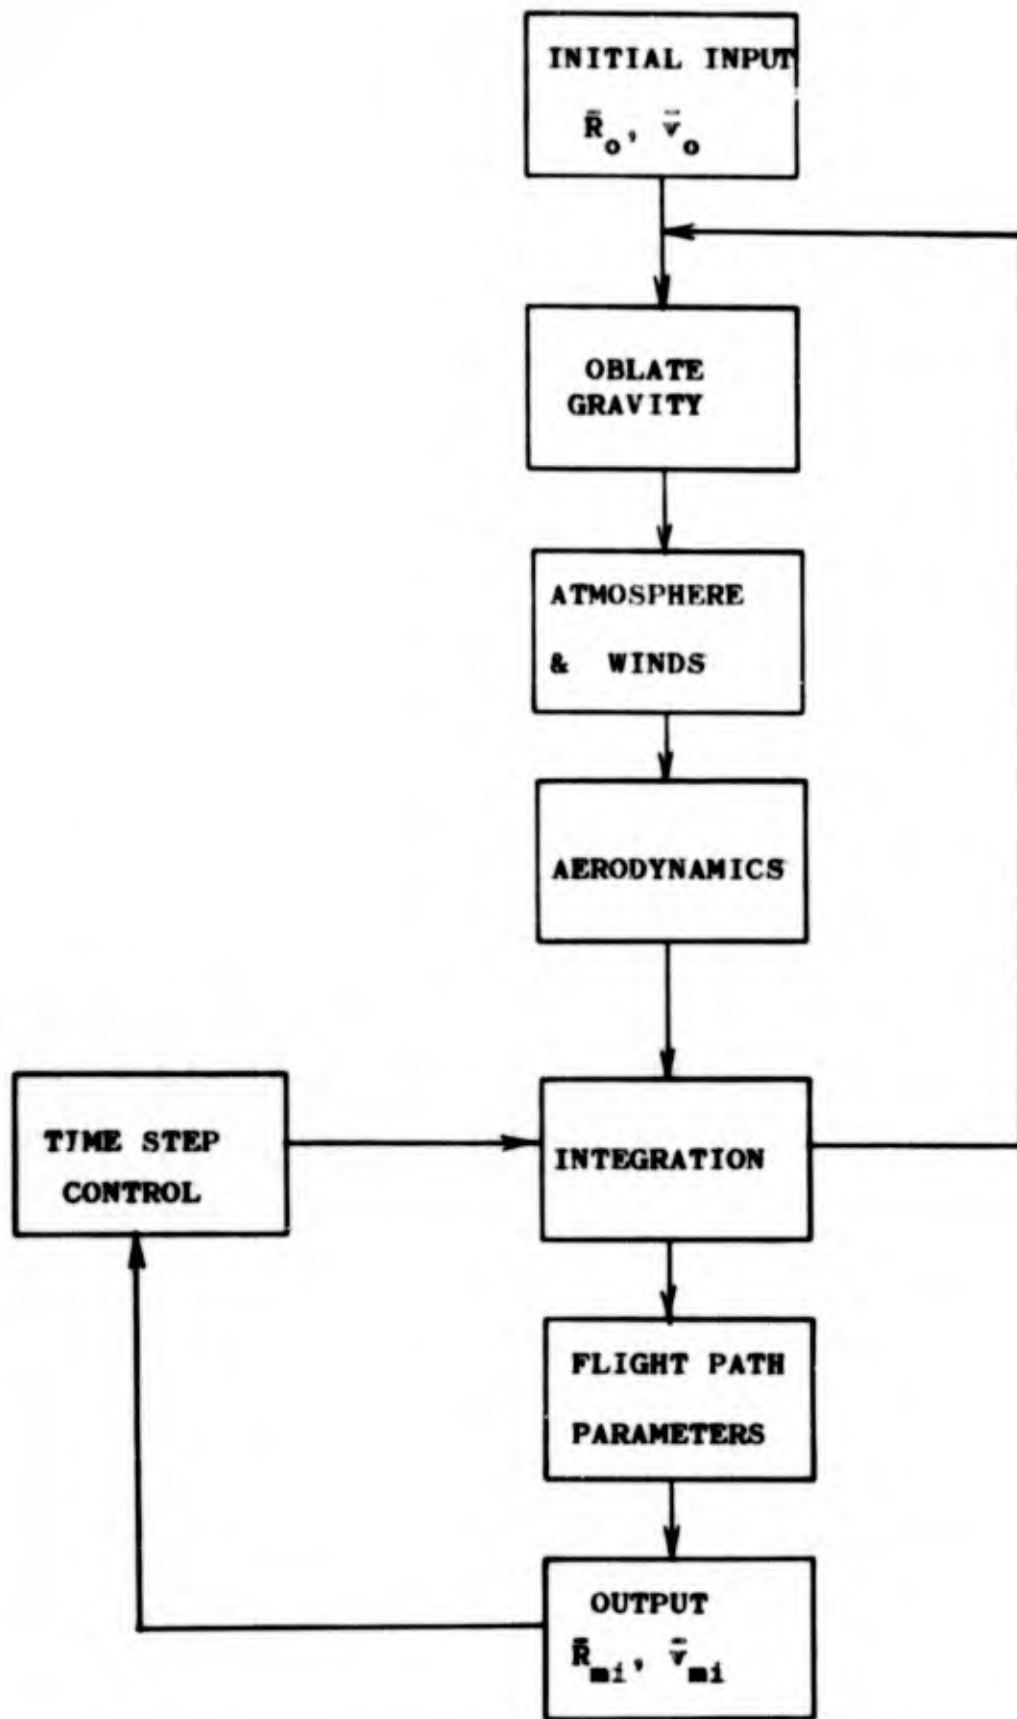 INITIAL INPUT
R̄o, v̄o
OBLATE
GRAVITY
ATMOSPHERE
& WINDS
AERODYNAMICS
TIME STEP
CONTROL
INTEGRATION
FLIGHT PATH
PARAMETERS
OUTPUT
R̄mi, v̄mi